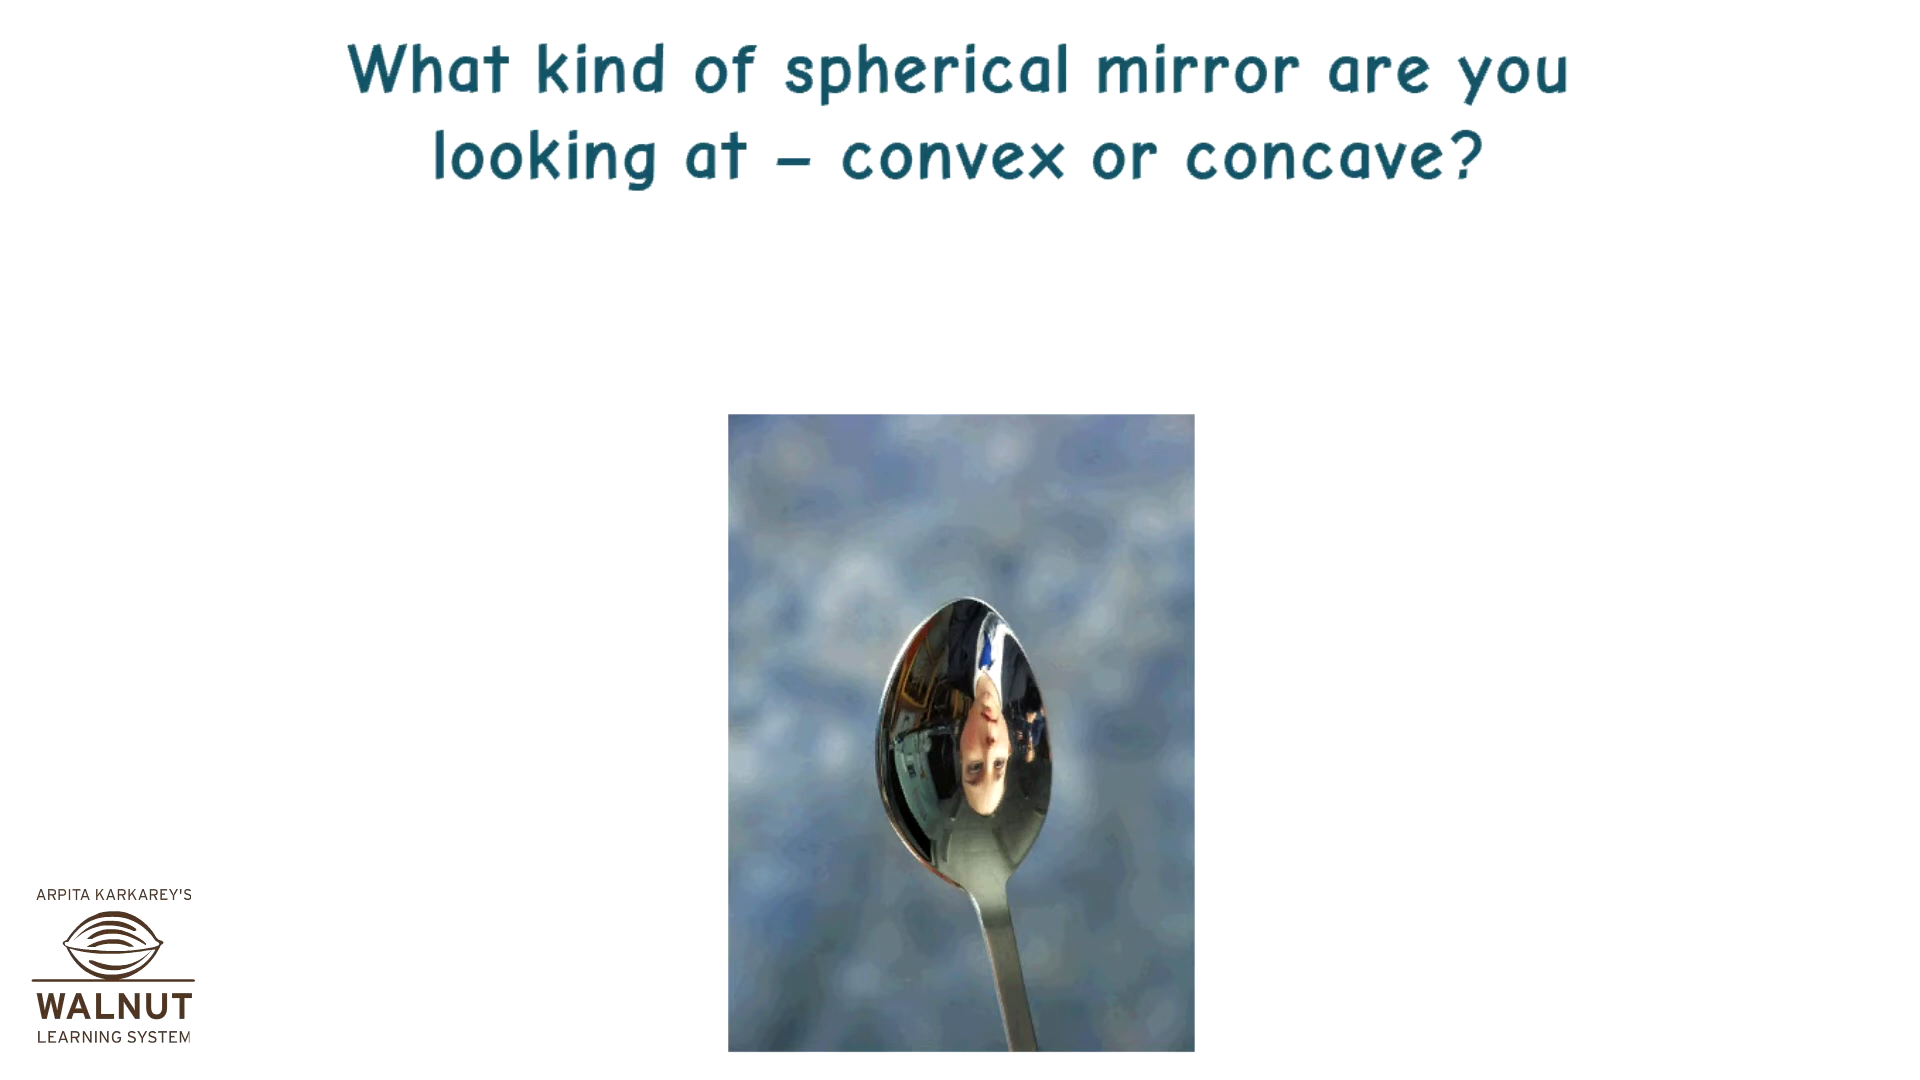 What kind of spherical mirror are you
looking at – convex or concave?
ARPITA KARKAREY'S
WALNUT
LEARNING SYSTEM